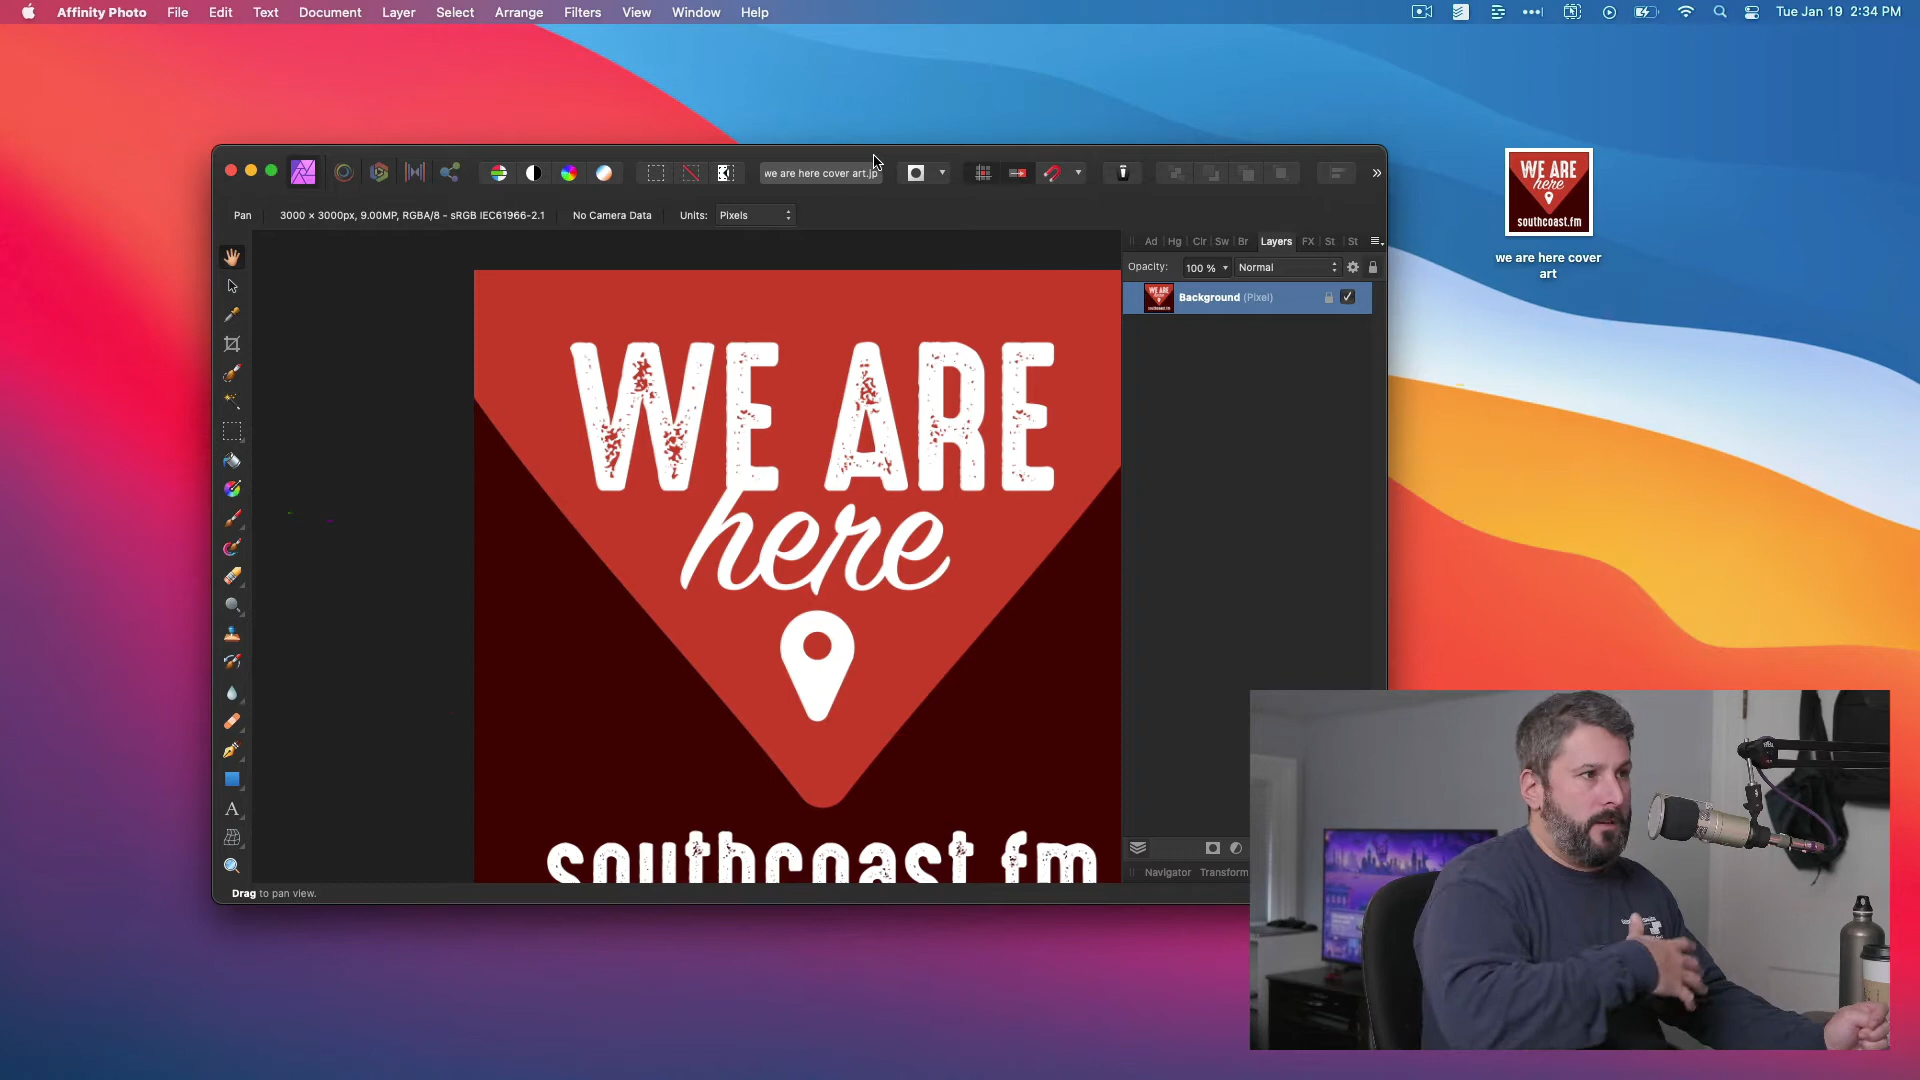 Affinity Photo File Edit Text Document Layer Select Arrange Filters View Window Help Tue Jan 19 2:34 PM
we are here cover art.jp
Pan 3000 × 3000px, 9.00MP, RGBA/8 - sRGB IEC61966-2.1 No Camera Data Units: Pixels
Ad Hg Clr Sw Br Layers FX St St
Opacity: 100 % Normal
Background (Pixel)
WE ARE
here
southcoast fm
Navigator Transform
Drag to pan view.
WE ARE
here
southcoast.fm
we are here cover
art